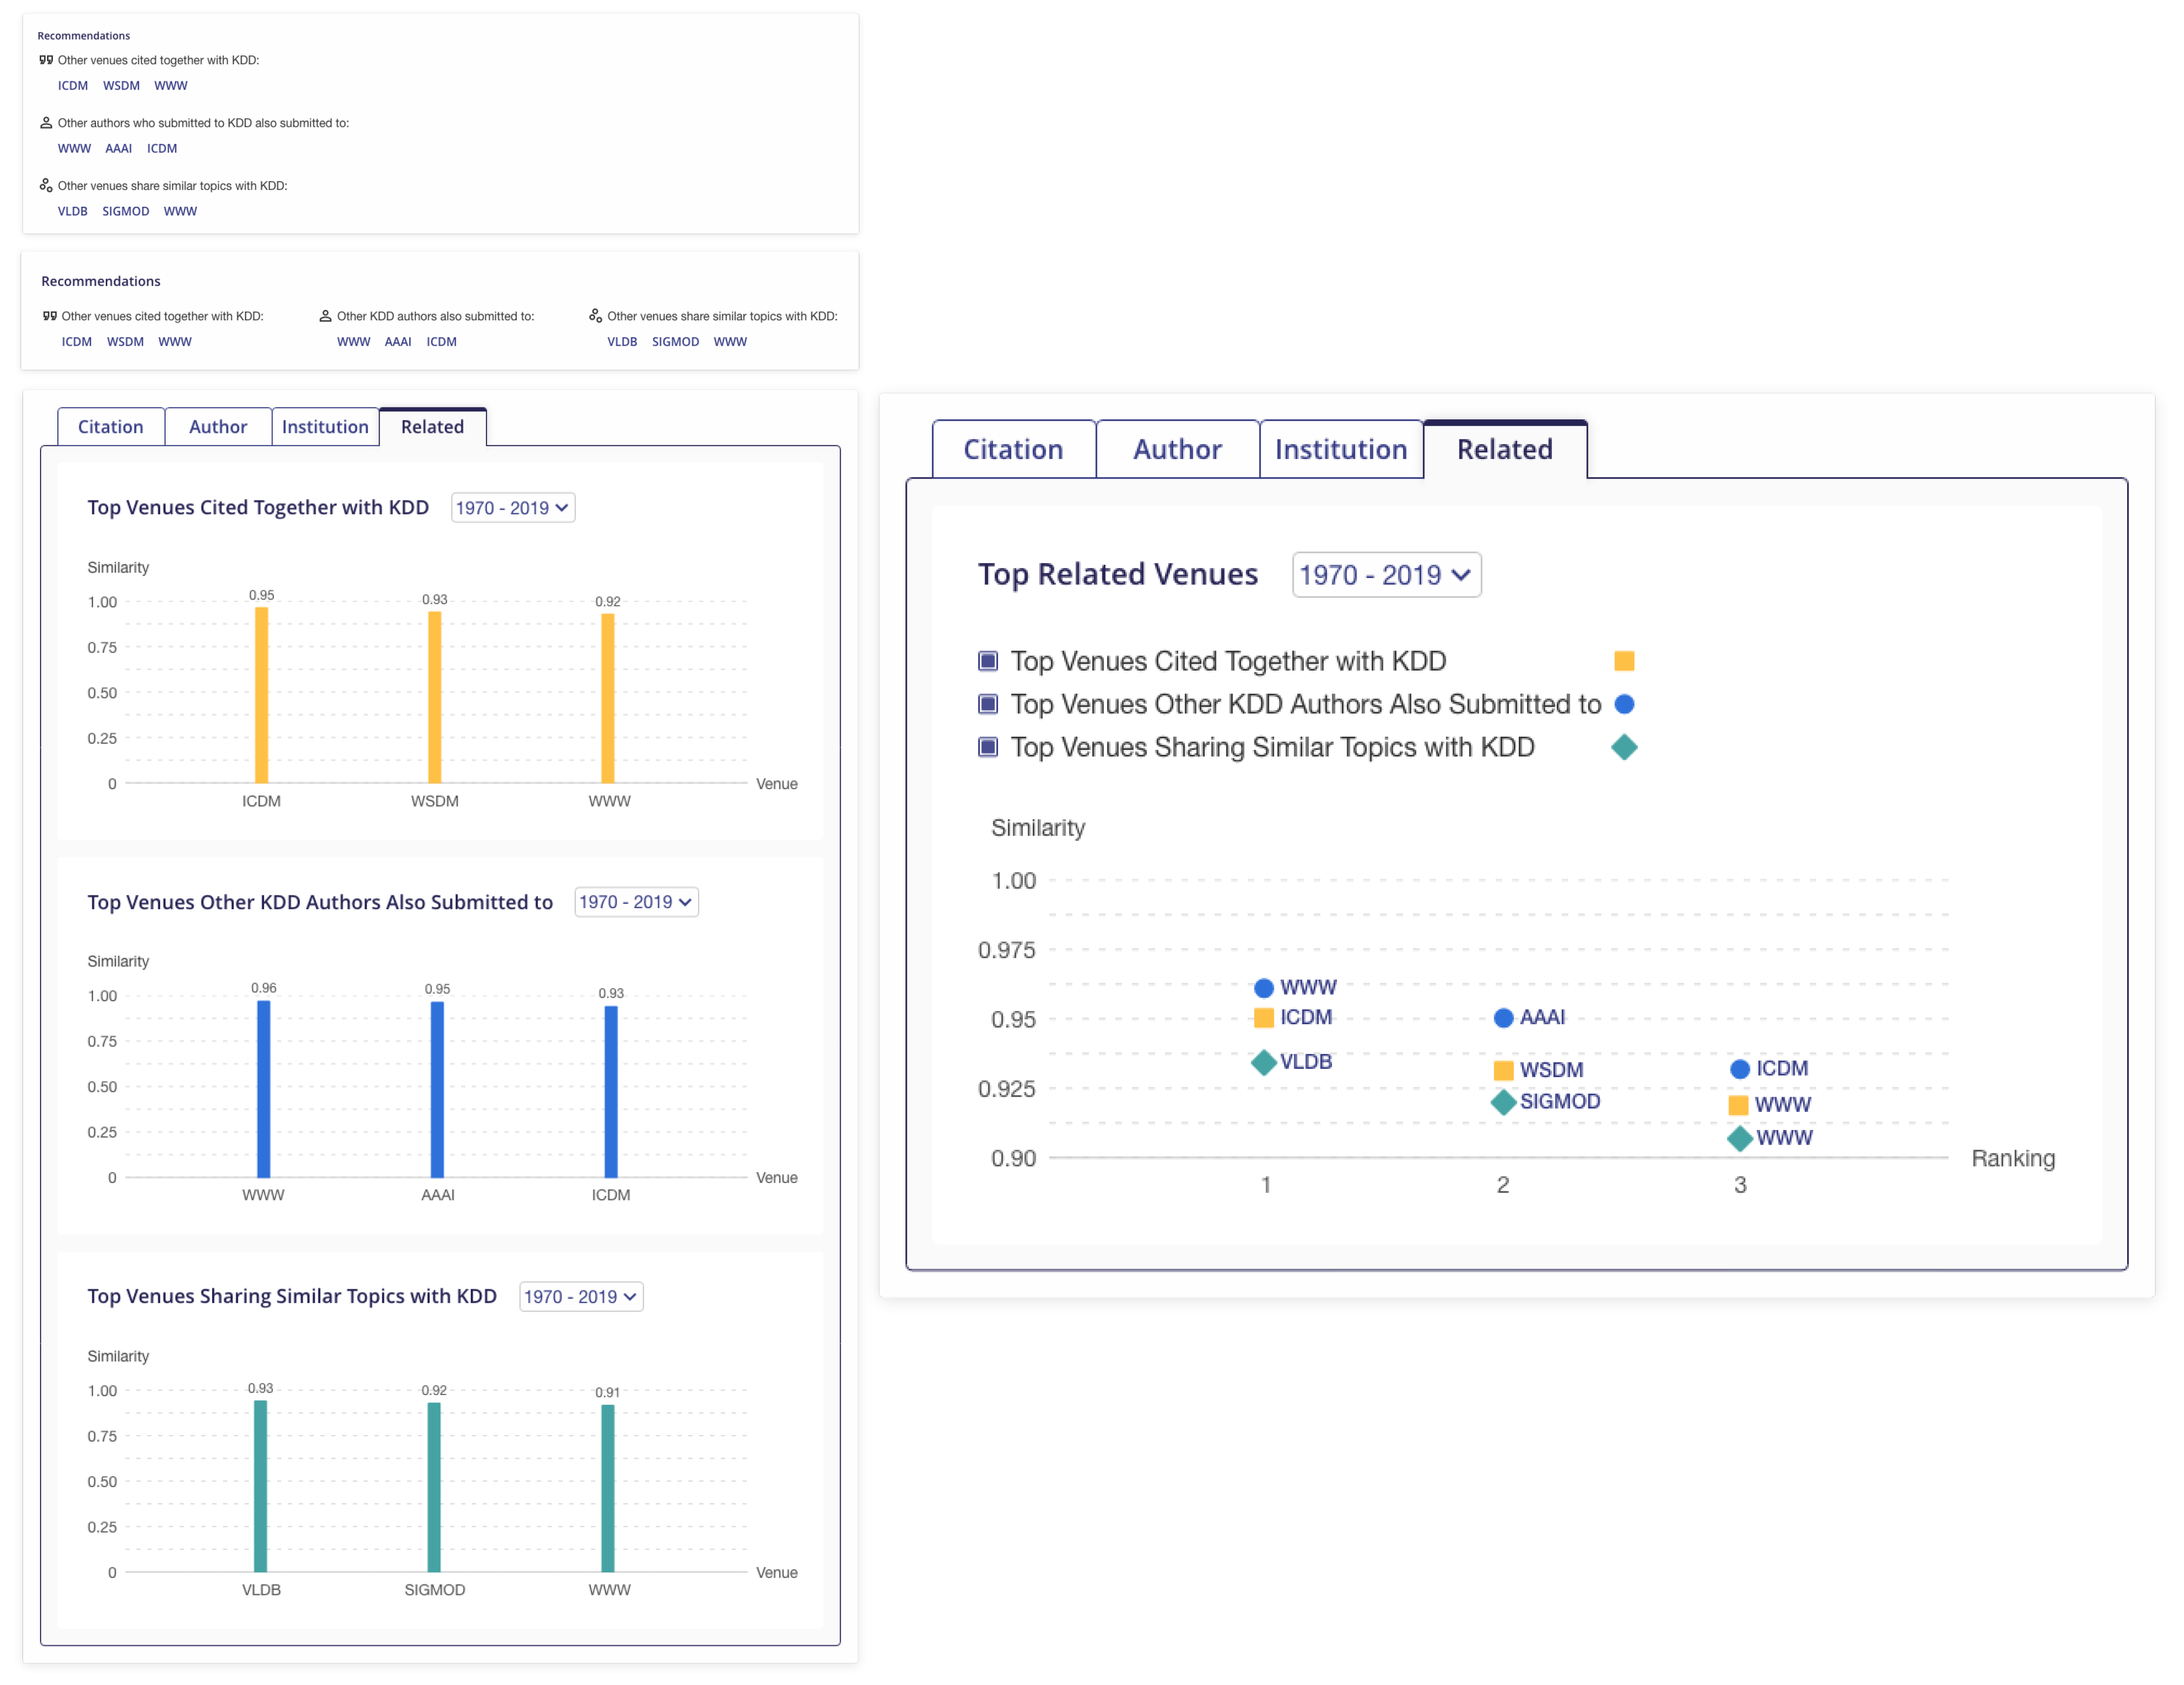 Recommendations
Other venues cited together with KDD:
ICDM WSDM WWW
Other authors who submitted to KDD also submitted to:
WWW AAAI ICDM
Other venues share similar topics with KDD:
VLDB SIGMOD WWW
Recommendations
Other venues cited together with KDD:
ICDM WSDM WWW
Other KDD authors also submitted to:
WWW AAAI ICDM
Other venues share similar topics with KDD:
VLDB SIGMOD WWW
Citation Author Institution Related
Top Venues Cited Together with KDD 1970 - 2019
Similarity
0.95 0.93 0.92
1.00
0.75
0.50
0.25
0 Venue
ICDM WSDM WWW
Top Venues Other KDD Authors Also Submitted to 1970 - 2019
Similarity
0.96 0.95 0.93
1.00
0.75
0.50
0.25
0 Venue
WWW AAAI ICDM
Top Venues Sharing Similar Topics with KDD 1970 - 2019
Similarity
0.93 0.92 0.91
1.00
0.75
0.50
0.25
0 Venue
VLDB SIGMOD WWW
Citation Author Institution Related
Top Related Venues 1970 - 2019
Top Venues Cited Together with KDD
Top Venues Other KDD Authors Also Submitted to
Top Venues Sharing Similar Topics with KDD
Similarity
1.00
0.975
WWW
0.95 ICDM AAAI
VLDB WSDM ICDM
0.925 SIGMOD WWW
WWW
0.90 Ranking
1 2 3